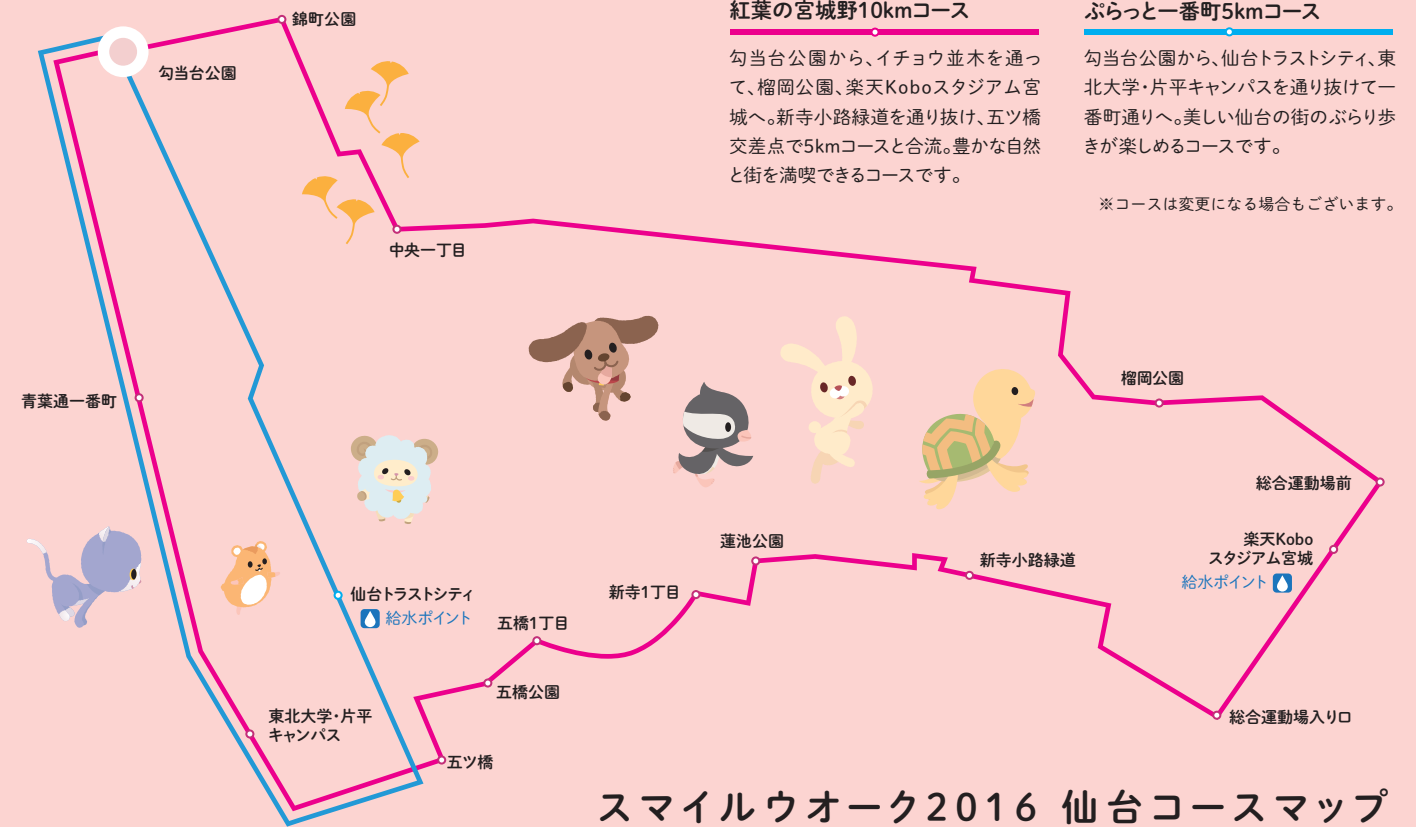 紅葉の宮城野10kmコース
勾当台公園から、イチョウ並木を通っ
て、榴岡公園、楽天Koboスタジアム宮
城へ。新寺小路緑道を通り抜け、五ツ橋
交差点で5kmコースと合流。豊かな自然
と街を満喫できるコースです。
ぷらっと一番町5kmコース
勾当台公園から、仙台トラストシティ、東
北大学・片平キャンパスを通り抜けて一
番町通りへ。美しい仙台の街のぶらり歩
きが楽しめるコースです。
※コースは変更になる場合もございます。
錦町公園
勾当台公園
中央一丁目
榴岡公園
青葉通一番町
総合運動場前
楽天Kobo
スタジアム宮城
給水ポイント
蓮池公園
新寺小路緑道
新寺1丁目
仙台トラストシティ
給水ポイント
五橋1丁目
五橋公園
東北大学・片平
キャンパス
総合運動場入り口
五ツ橋
スマイルウオーク2016 仙台コースマップ